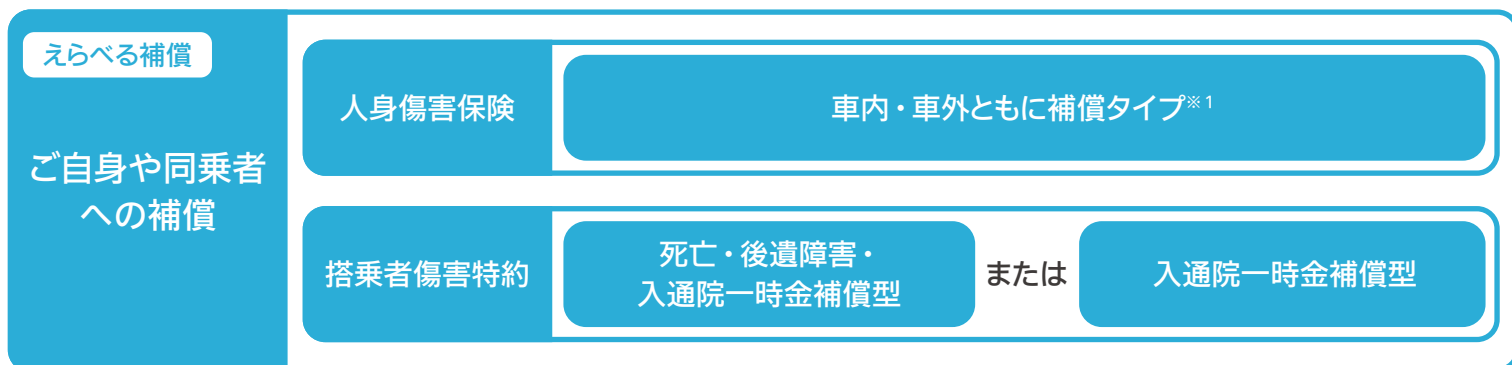 えらべる補償
ご自身や同乗者
への補償
人身傷害保険
車内・車外ともに補償タイプ※1
搭乗者傷害特約
死亡・後遺障害・
入通院一時金補償型
または
入通院一時金補償型